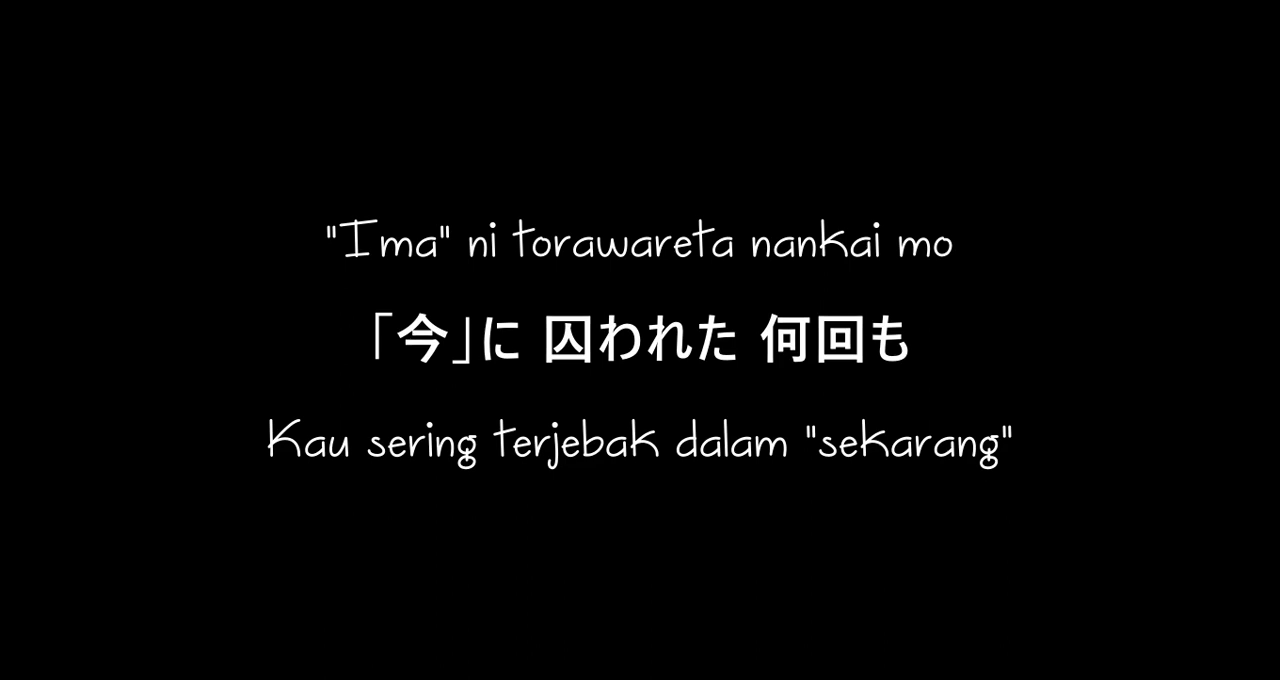 "Ima" ni torawareta nankai mo
「今」に 囚われた 何回も
Kau sering terjebak dalam "sekarang"